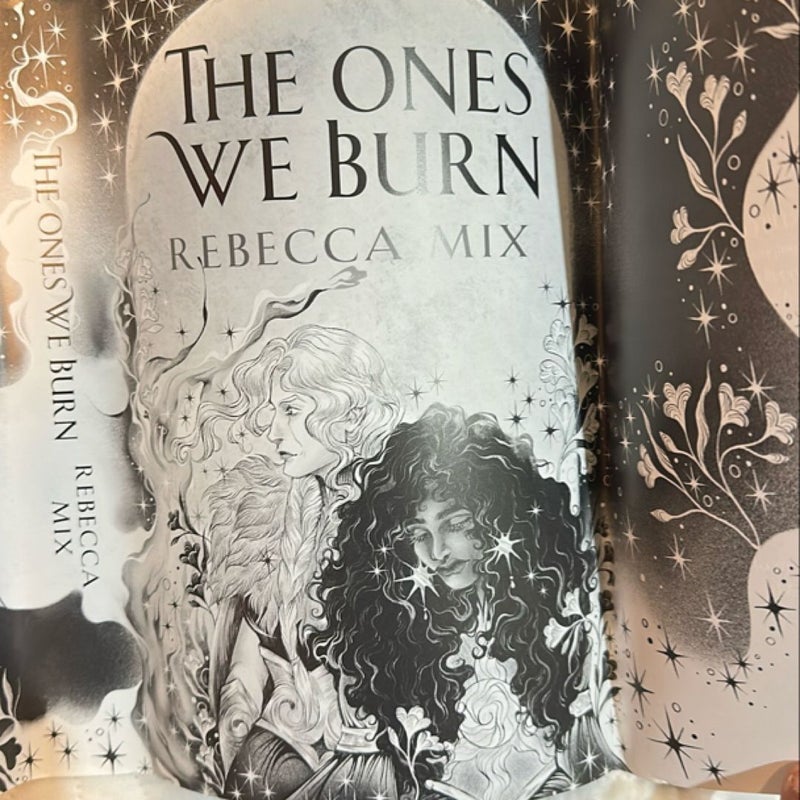 THE ONES
WE BURN
REBECCA MIX
THE ONES WE BURN
REBECCA
MIX